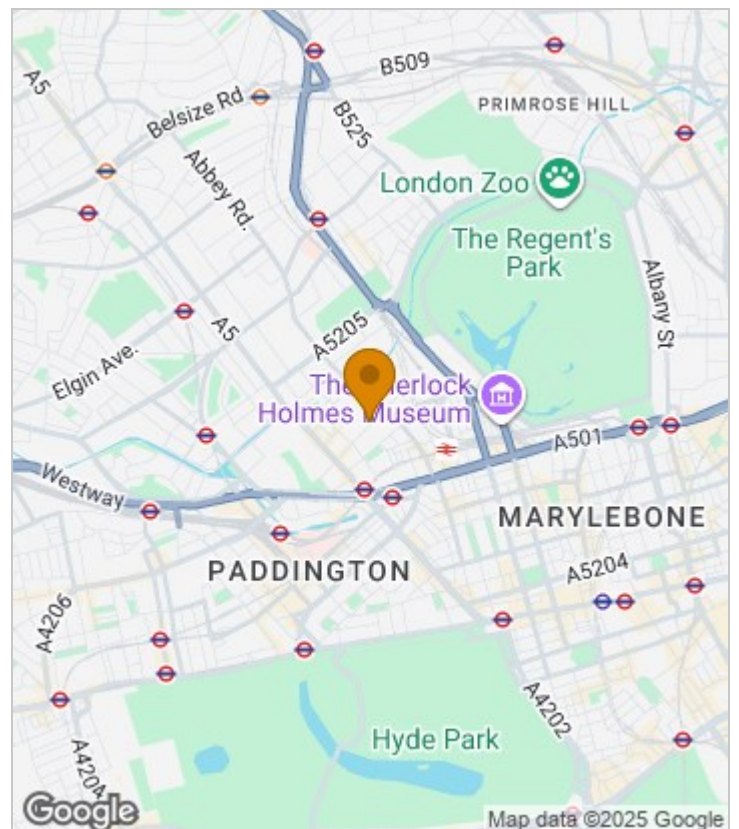 A5
B509
Belsize Rd
B525
PRIMROSE HILL
Abbey Rd.
London Zoo
The Regent's
Park
Albany St
A5
A5205
Elgin Ave.
Holmes Museum
A501
Westway
MARYLEBONE
PADDINGTON
A5204
A4206
A4202
Hyde Park
A4204
Google
Map data ©2025 Google